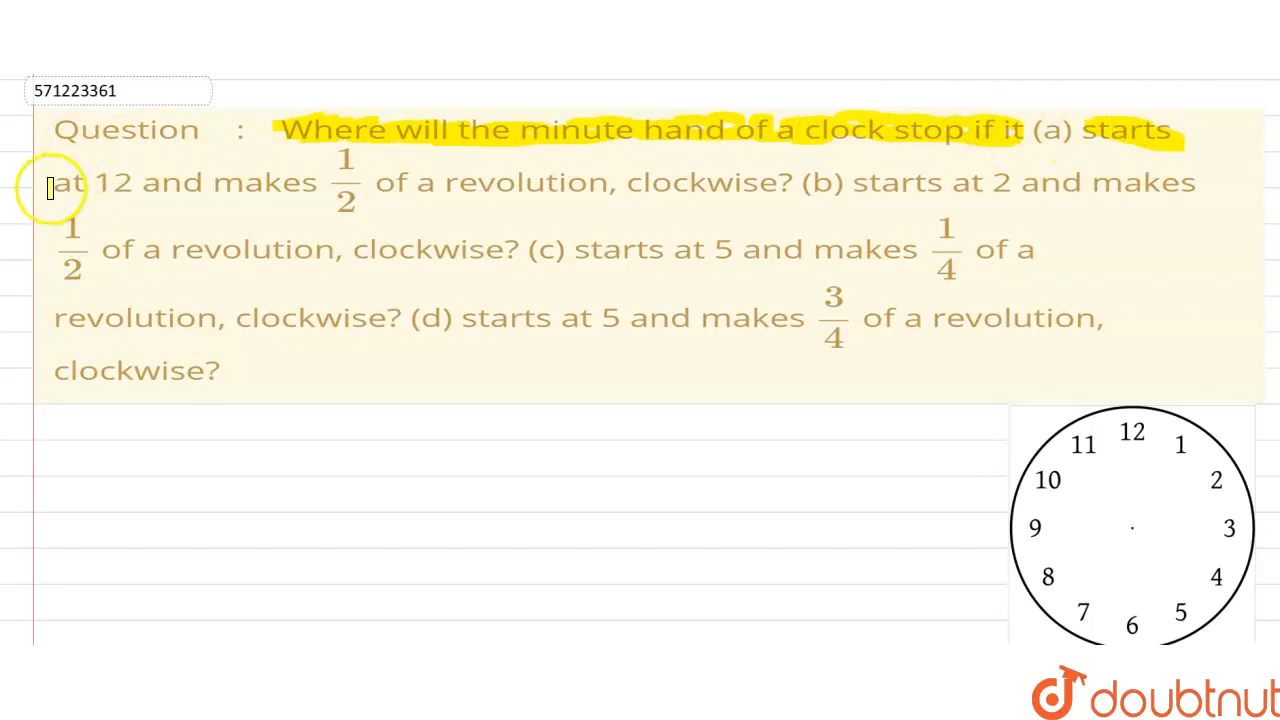 571223361
Question : Where will the minute hand of a clock stop if it (a) starts
at 12 and makes 1/2 of a revolution, clockwise? (b) starts at 2 and makes
1/2 of a revolution, clockwise? (c) starts at 5 and makes 1/4 of a
revolution, clockwise? (d) starts at 5 and makes 3/4 of a revolution,
clockwise?
12
11 1
10 2
9 3
8 4
7 5
6
doubtnut